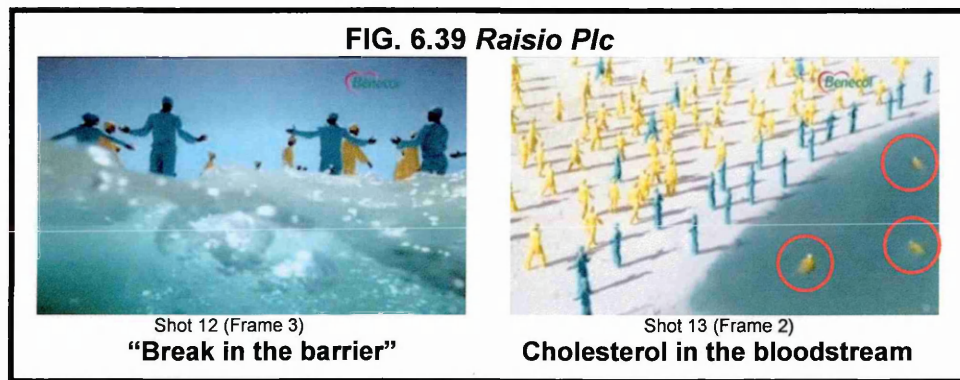 FIG. 6.39 Raisio Plc
Benecol
Benecol
Shot 12 (Frame 3)
"Break in the barrier"
Shot 13 (Frame 2)
Cholesterol in the bloodstream